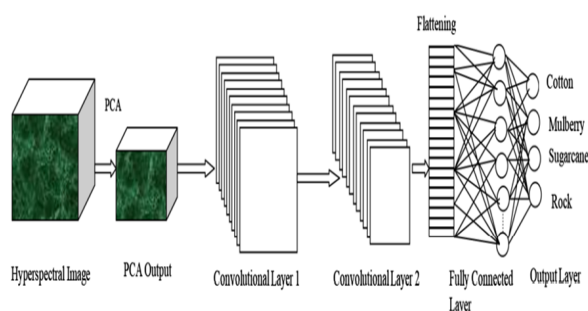 Flattening
PCA
Cotton
Mulberry
Sugarcane
Rock
Hyperspectral Image
PCA Output
Convolutional Layer 1
Convolutional Layer 2
Fully Connected
Layer
Output Layer